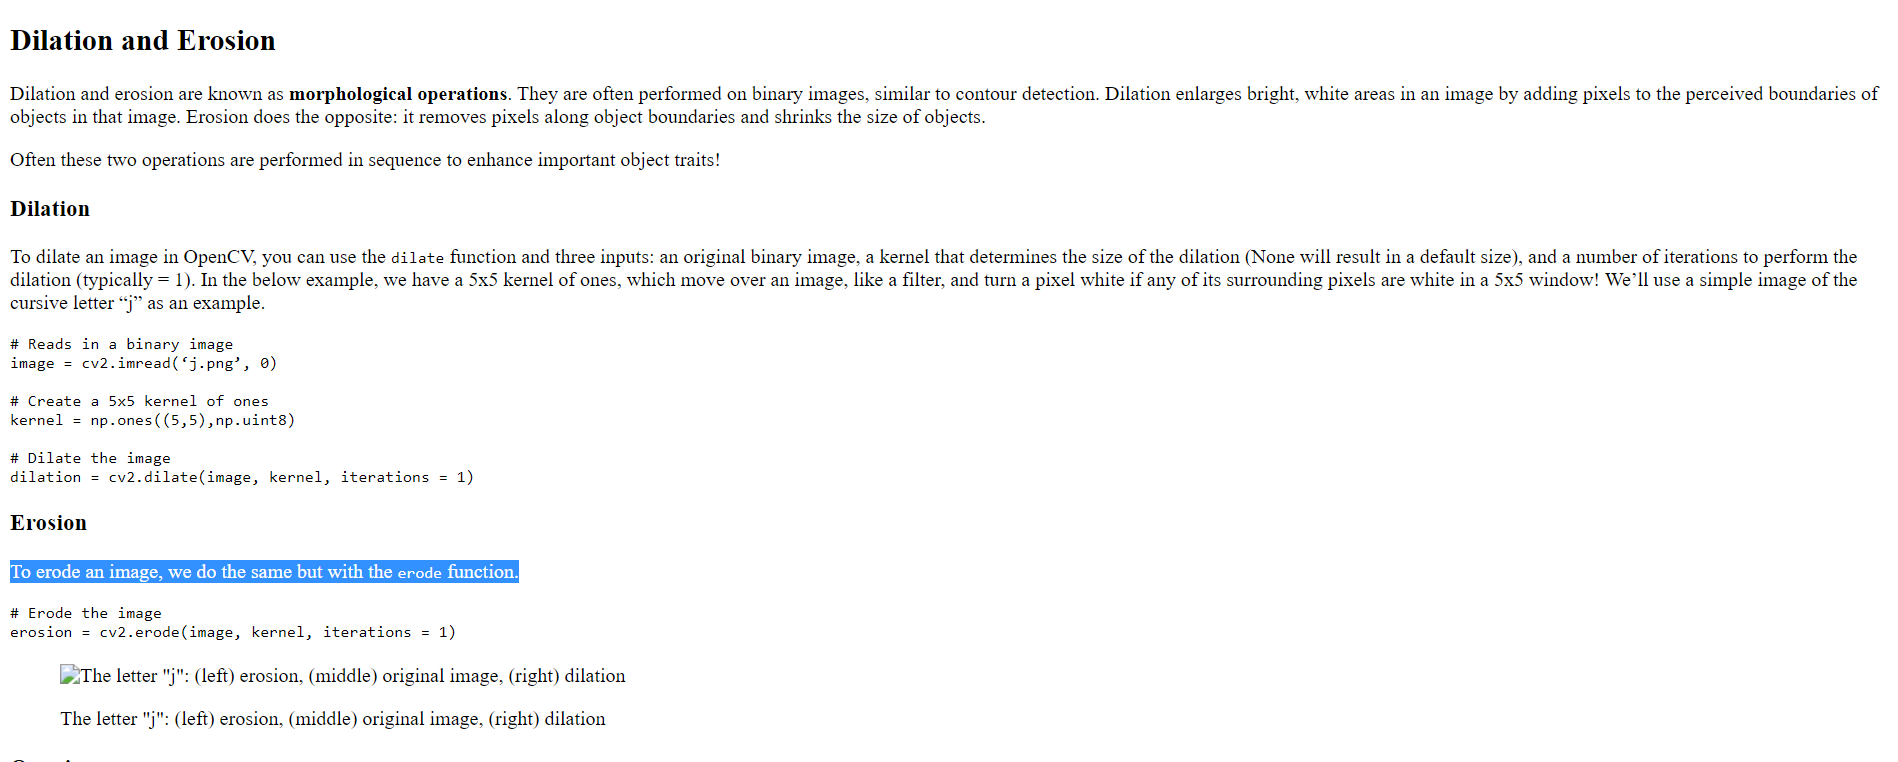 Dilation and Erosion
Dilation and erosion are known as morphological operations. They are often performed on binary images, similar to contour detection. Dilation enlarges bright, white areas in an image by adding pixels to the perceived boundaries of
objects in that image. Erosion does the opposite: it removes pixels along object boundaries and shrinks the size of objects.
Often these two operations are performed in sequence to enhance important object traits!
Dilation
To dilate an image in OpenCV, you can use the dilate function and three inputs: an original binary image, a kernel that determines the size of the dilation (None will result in a default size), and a number of iterations to perform the
dilation (typically = 1). In the below example, we have a 5x5 kernel of ones, which move over an image, like a filter, and turn a pixel white if any of its surrounding pixels are white in a 5x5 window! We’ll use a simple image of the
cursive letter “j” as an example.
# Reads in a binary image
image = cv2.imread(‘j.png’, 0)
# Create a 5x5 kernel of ones
kernel = np.ones((5,5),np.uint8)
# Dilate the image
dilation = cv2.dilate(image, kernel, iterations = 1)
Erosion
To erode an image, we do the same but with the erode function.
# Erode the image
erosion = cv2.erode(image, kernel, iterations = 1)
The letter "j": (left) erosion, (middle) original image, (right) dilation
The letter "j": (left) erosion, (middle) original image, (right) dilation